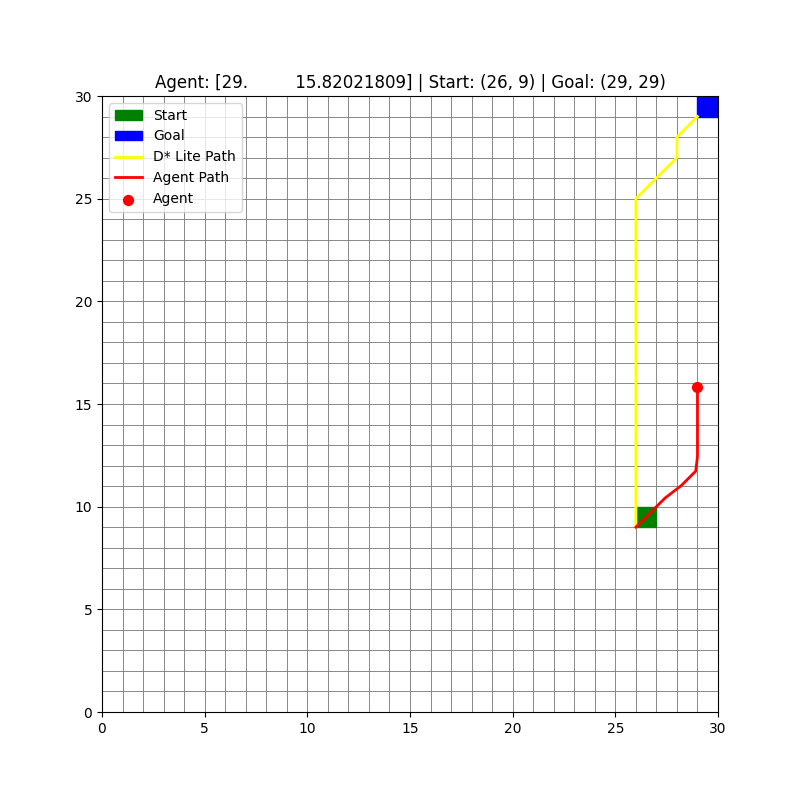 Agent: [29.         15.82021809] | Start: (26, 9) | Goal: (29, 29)
Start
Goal
D* Lite Path
Agent Path
Agent
30
25
20
15
10
5
0
0 5 10 15 20 25 30